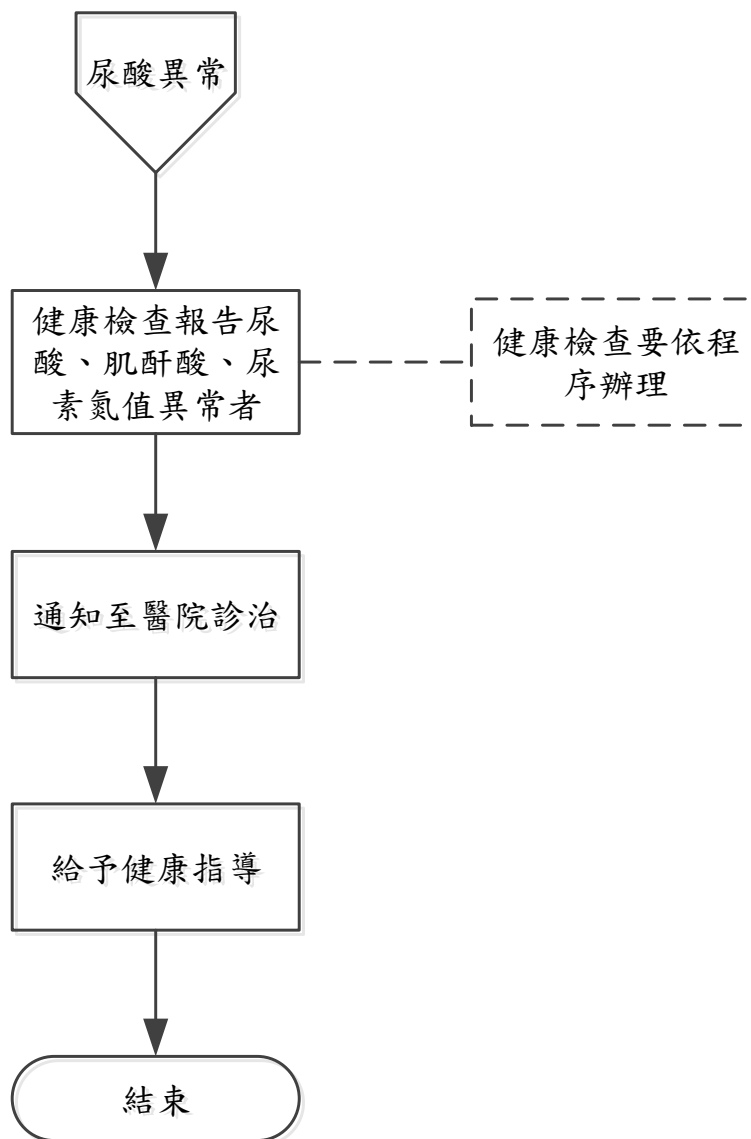 尿酸異常
健康檢查報告尿
酸、肌酐酸、尿
素氮值異常者
健康檢查要依程
序辦理
通知至醫院診治
給予健康指導
結束